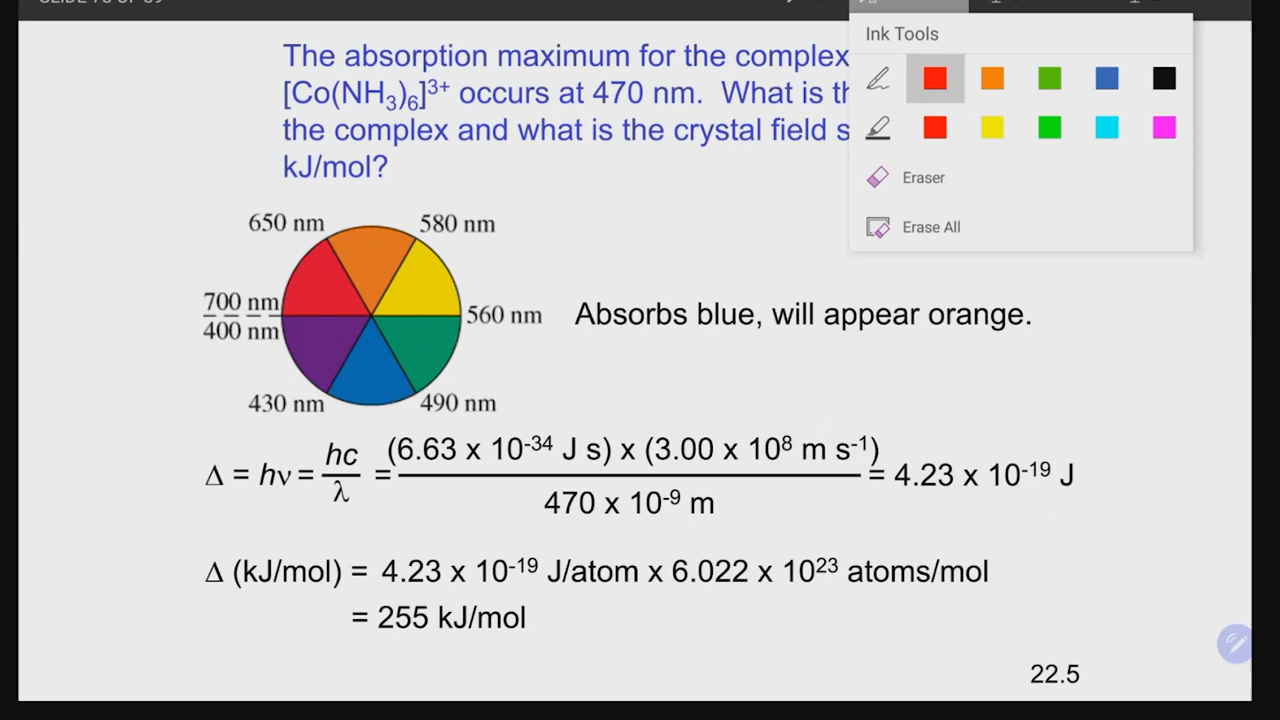 Ink Tools
The absorption maximum for the complex
[Co(NH₃)₆]³⁺ occurs at 470 nm. What is
the complex and what is the crystal field
kJ/mol?
Eraser
Erase All
650 nm
580 nm
700 nm
400 nm
560 nm
Absorbs blue, will appear orange.
430 nm
490 nm
Δ = hν = hc/λ = (6.63 x 10⁻³⁴ J s) x (3.00 x 10⁸ m s⁻¹)/470 x 10⁻⁹ m = 4.23 x 10⁻¹⁹ J
Δ (kJ/mol) = 4.23 x 10⁻¹⁹ J/atom x 6.022 x 10²³ atoms/mol
= 255 kJ/mol
22.5